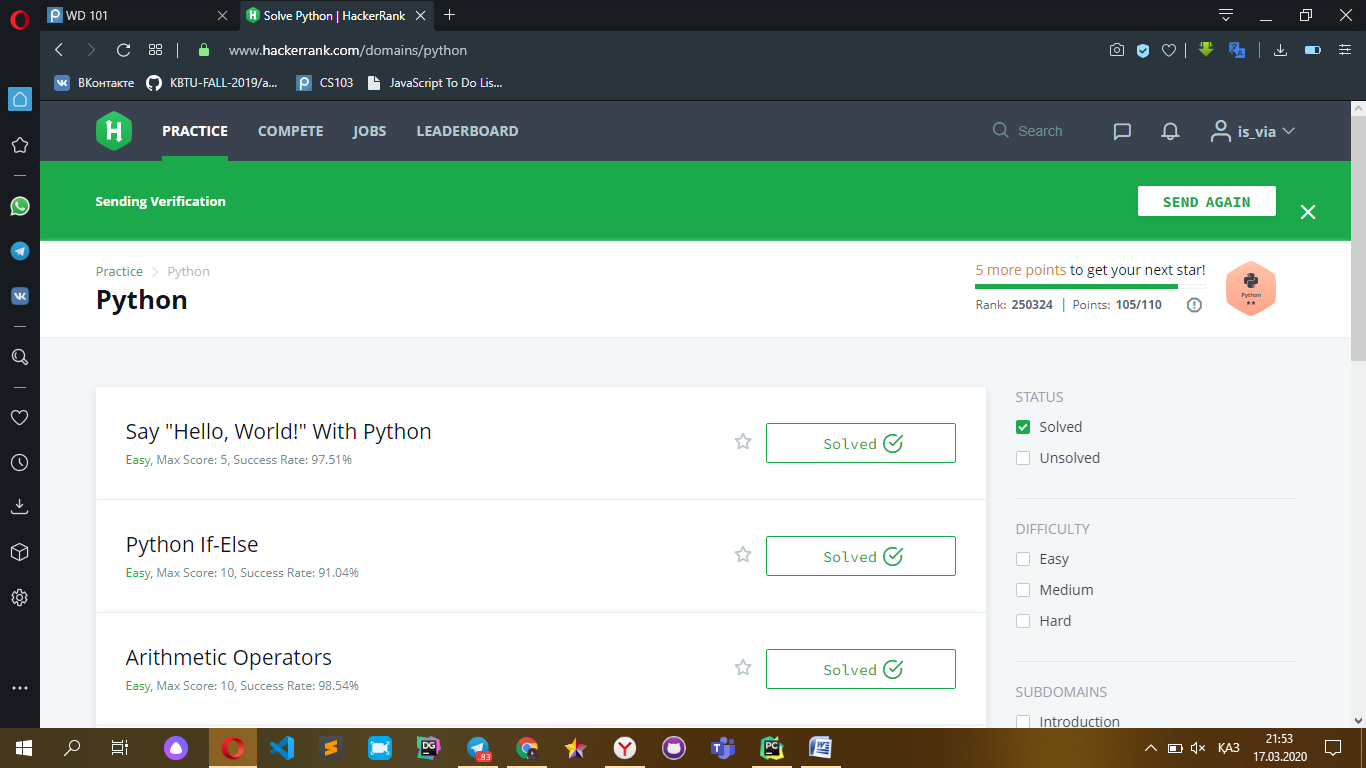 WD 101
Solve Python | HackerRank
www.hackerrank.com/domains/python
ВКонтакте
KBTU-FALL-2019/a...
CS103
JavaScript To Do Lis...
H
PRACTICE COMPETE JOBS LEADERBOARD
Search
is_via
Sending Verification
SEND AGAIN
Practice Python
Python
5 more points to get your next star!
Rank: 250324 | Points: 105/110
Python
Say "Hello, World!" With Python
Easy, Max Score: 5, Success Rate: 97.51%
Solved
Python If-Else
Easy, Max Score: 10, Success Rate: 91.04%
Solved
Arithmetic Operators
Easy, Max Score: 10, Success Rate: 98.54%
Solved
STATUS
Solved
Unsolved
DIFFICULTY
Easy
Medium
Hard
SUBDOMAINS
Introduction
DG
83
PC
ҚАЗ
21:53
17.03.2020